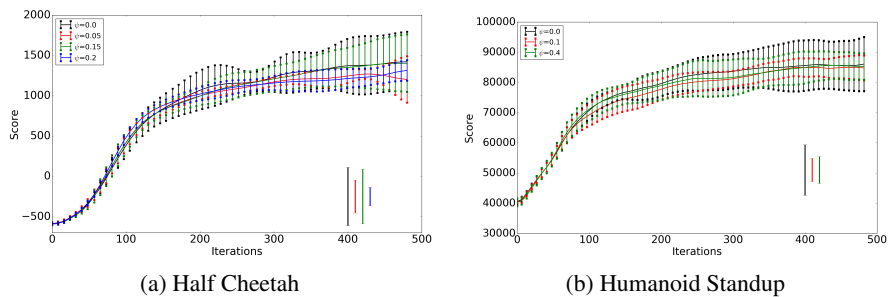 2000
1500
1000
500
0
−500
Score
ψ=0.0
ψ=0.05
ψ=0.15
ψ=0.2
0 100 200 300 400 500
Iterations
(a) Half Cheetah
100000
90000
80000
70000
60000
50000
40000
30000
Score
ψ=0.0
ψ=0.1
ψ=0.4
0 100 200 300 400 500
Iterations
(b) Humanoid Standup